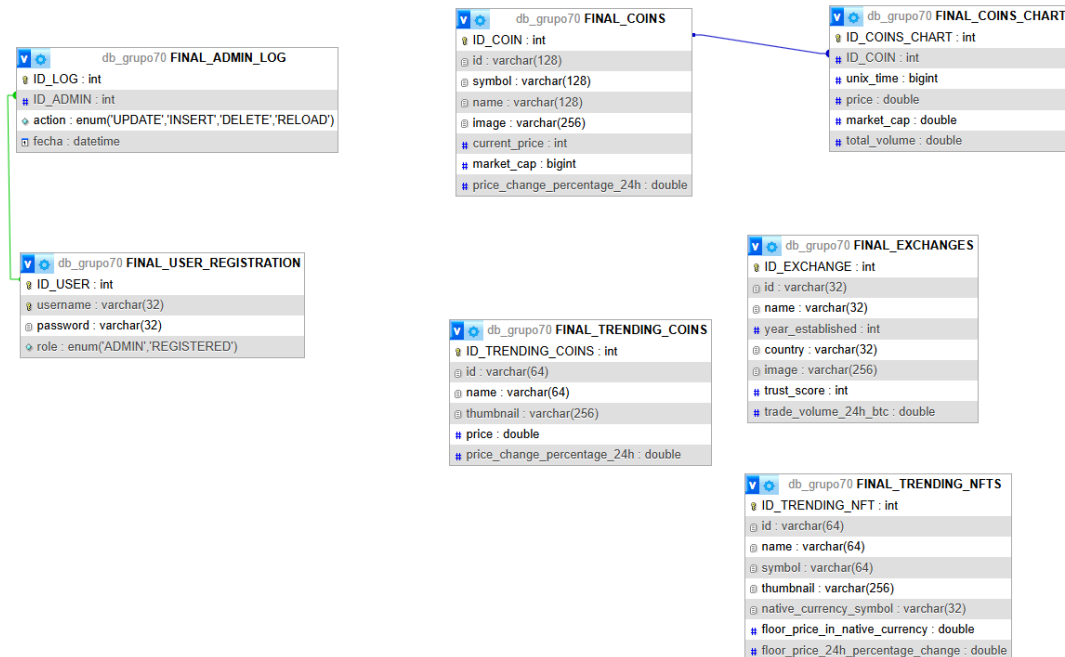 db_grupo70 FINAL_ADMIN_LOG
ID_LOG : int
ID_ADMIN : int
action : enum('UPDATE','INSERT','DELETE','RELOAD')
fecha : datetime
db_grupo70 FINAL_USER_REGISTRATION
ID_USER : int
username : varchar(32)
password : varchar(32)
role : enum('ADMIN','REGISTERED')
db_grupo70 FINAL_COINS
ID_COIN : int
id : varchar(128)
symbol : varchar(128)
name : varchar(128)
image : varchar(256)
current_price : int
market_cap : bigint
price_change_percentage_24h : double
db_grupo70 FINAL_COINS_CHART
ID_COINS_CHART : int
ID_COIN : int
unix_time : bigint
price : double
market_cap : double
total_volume : double
db_grupo70 FINAL_TRENDING_COINS
ID_TRENDING_COINS : int
id : varchar(64)
name : varchar(64)
thumbnail : varchar(256)
price : double
price_change_percentage_24h : double
db_grupo70 FINAL_EXCHANGES
ID_EXCHANGE : int
id : varchar(32)
name : varchar(32)
year_established : int
country : varchar(32)
image : varchar(256)
trust_score : int
trade_volume_24h_btc : double
db_grupo70 FINAL_TRENDING_NFTS
ID_TRENDING_NFT : int
id : varchar(64)
name : varchar(64)
symbol : varchar(64)
thumbnail : varchar(256)
native_currency_symbol : varchar(32)
floor_price_in_native_currency : double
floor_price_24h_percentage_change : double